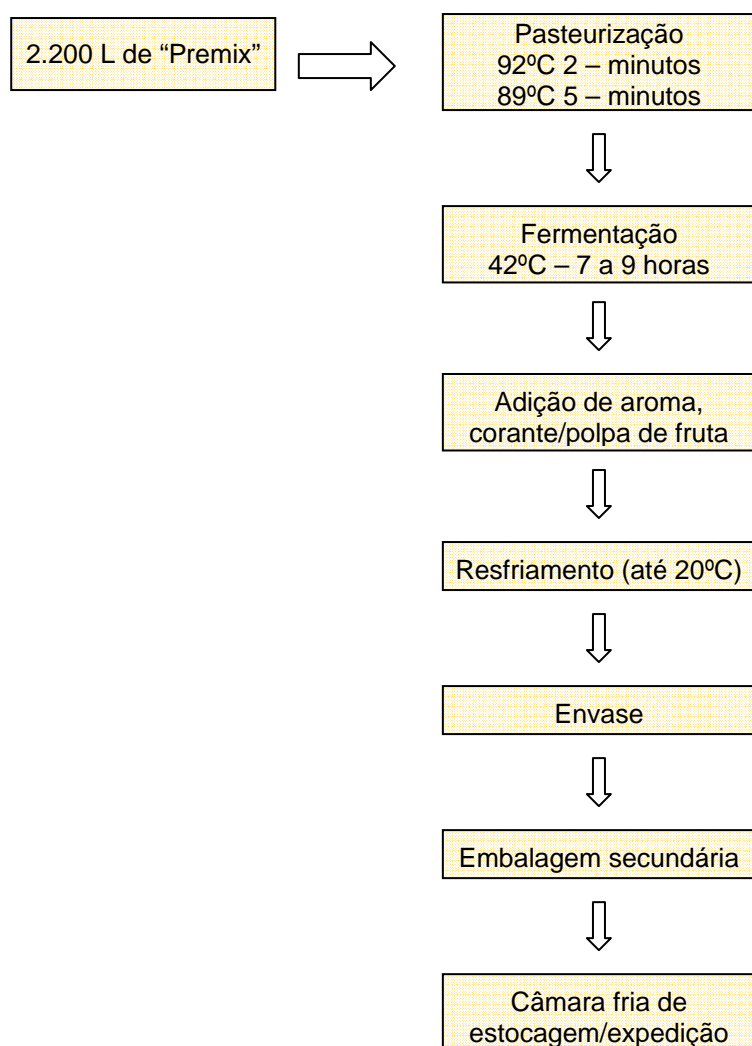 2.200 L de “Premix”
Pasteurização
92ºC 2 – minutos
89ºC 5 – minutos
Fermentação
42ºC – 7 a 9 horas
Adição de aroma,
corante/polpa de fruta
Resfriamento (até 20ºC)
Envase
Embalagem secundária
Câmara fria de
estocagem/expedição